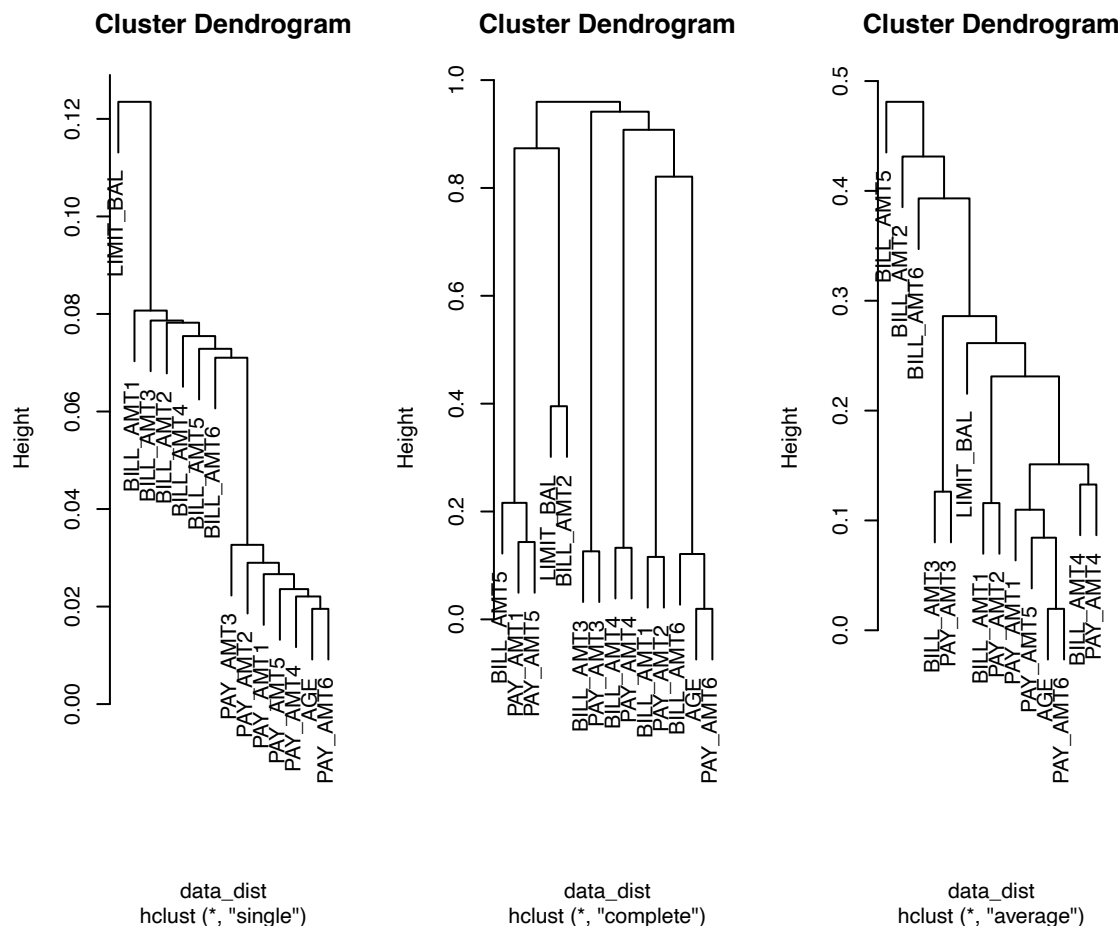 Cluster Dendrogram
Height
0.12
0.10
0.08
0.06
0.04
0.02
0.00
LIMIT_BAL
BILL_AMT1
BILL_AMT3
BILL_AMT2
BILL_AMT4
BILL_AMT5
BILL_AMT6
PAY_AMT3
PAY_AMT2
PAY_AMT1
PAY_AMT5
PAY_AMT4
AGE
PAY_AMT6
data_dist
hclust (*, "single")
Cluster Dendrogram
Height
1.0
0.8
0.6
0.4
0.2
0.0
BILL_AMT5
PAY_AMT1
PAY_AMT5
LIMIT_BAL
BILL_AMT2
BILL_AMT3
PAY_AMT3
BILL_AMT4
PAY_AMT4
BILL_AMT1
PAY_AMT2
BILL_AMT6
AGE
PAY_AMT6
data_dist
hclust (*, "complete")
Cluster Dendrogram
Height
0.5
0.4
0.3
0.2
0.1
0.0
BILL_AMT5
BILL_AMT2
BILL_AMT6
BILL_AMT3
PAY_AMT3
LIMIT_BAL
BILL_AMT1
PAY_AMT2
PAY_AMT1
PAY_AMT5
AGE
PAY_AMT6
BILL_AMT4
PAY_AMT4
data_dist
hclust (*, "average")